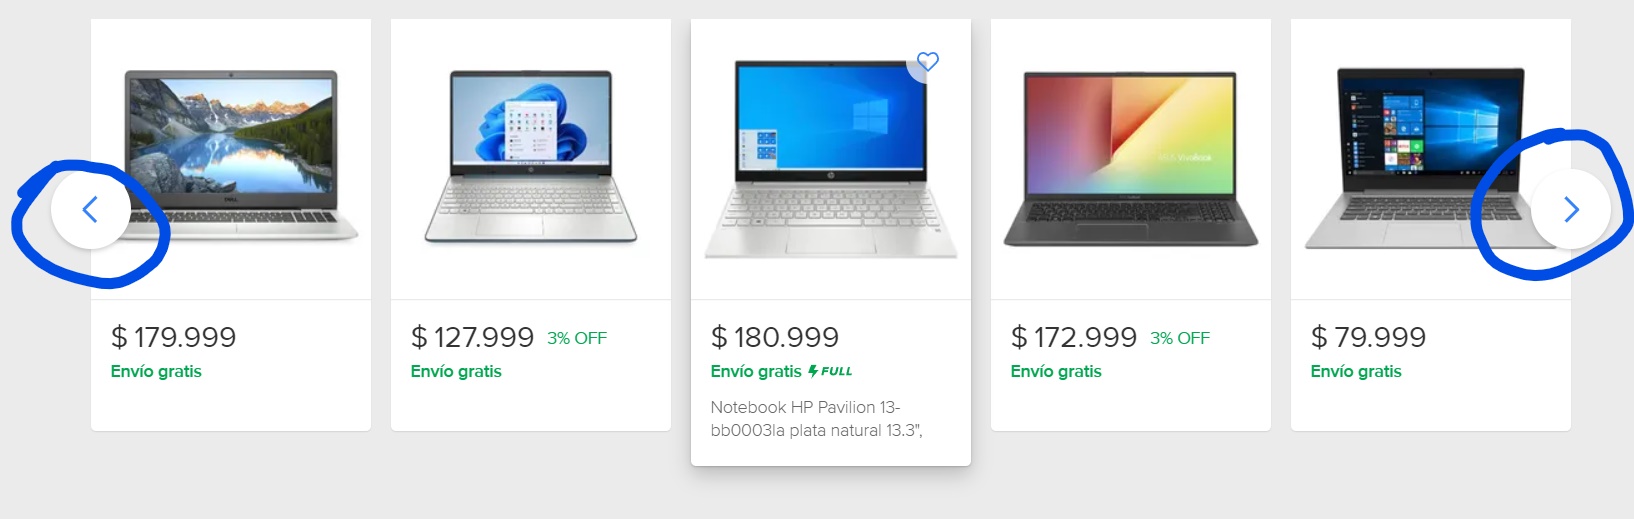 $ 179.999
Envío gratis
$ 127.999 3% OFF
Envío gratis
$ 180.999
Envío gratis FULL
Notebook HP Pavilion 13-
bb0003la plata natural 13.3",
$ 172.999 3% OFF
Envío gratis
$ 79.999
Envío gratis
DELL